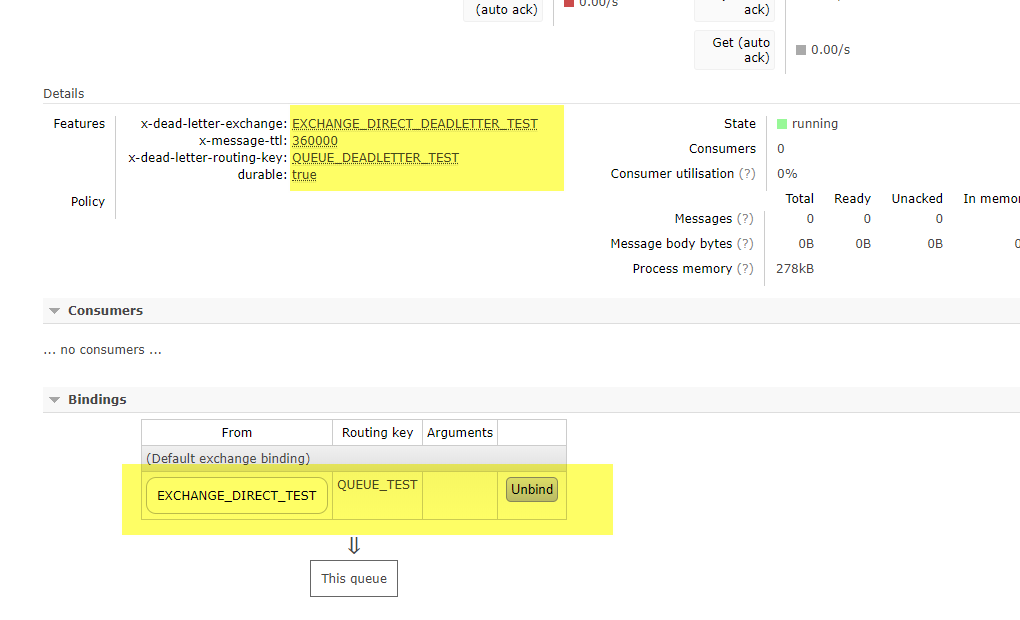 (auto ack)
0.00/s
ack)
Get (auto ack)
0.00/s
Details
Features
x-dead-letter-exchange: EXCHANGE_DIRECT_DEADLETTER_TEST
x-message-ttl: 360000
x-dead-letter-routing-key: QUEUE_DEADLETTER_TEST
durable: true
Policy
State running
Consumers 0
Consumer utilisation (?) 0%
Total Ready Unacked In memor
Messages (?) 0 0 0
Message body bytes (?) 0B 0B 0B
Process memory (?) 278kB
Consumers
... no consumers ...
Bindings
From Routing key Arguments
(Default exchange binding)
EXCHANGE_DIRECT_TEST QUEUE_TEST Unbind
⇓
This queue